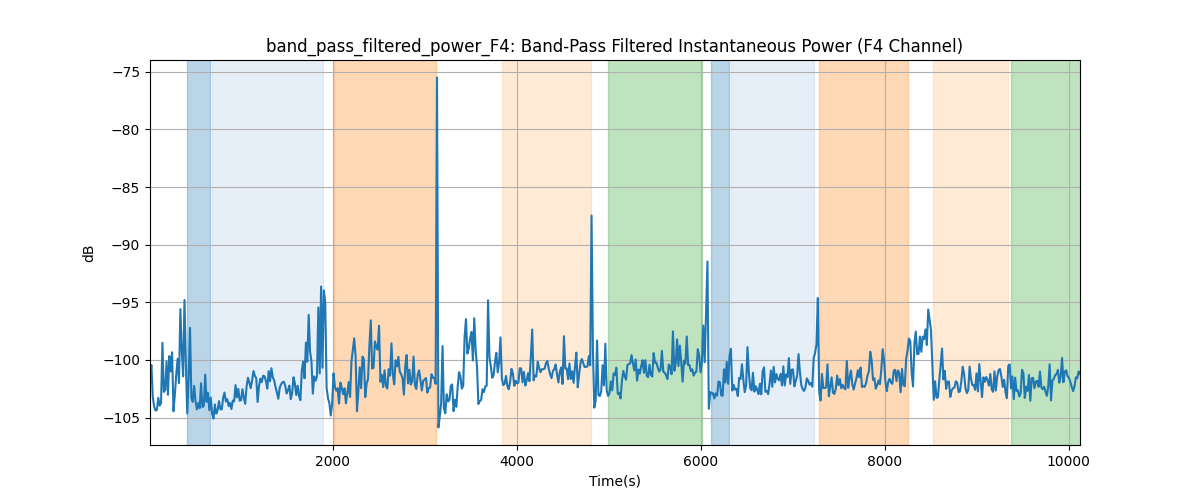 band_pass_filtered_power_F4: Band-Pass Filtered Instantaneous Power (F4 Channel)
−75
−80
−85
−90
−95
−100
−105
dB
2000 4000 6000 8000 10000
Time(s)